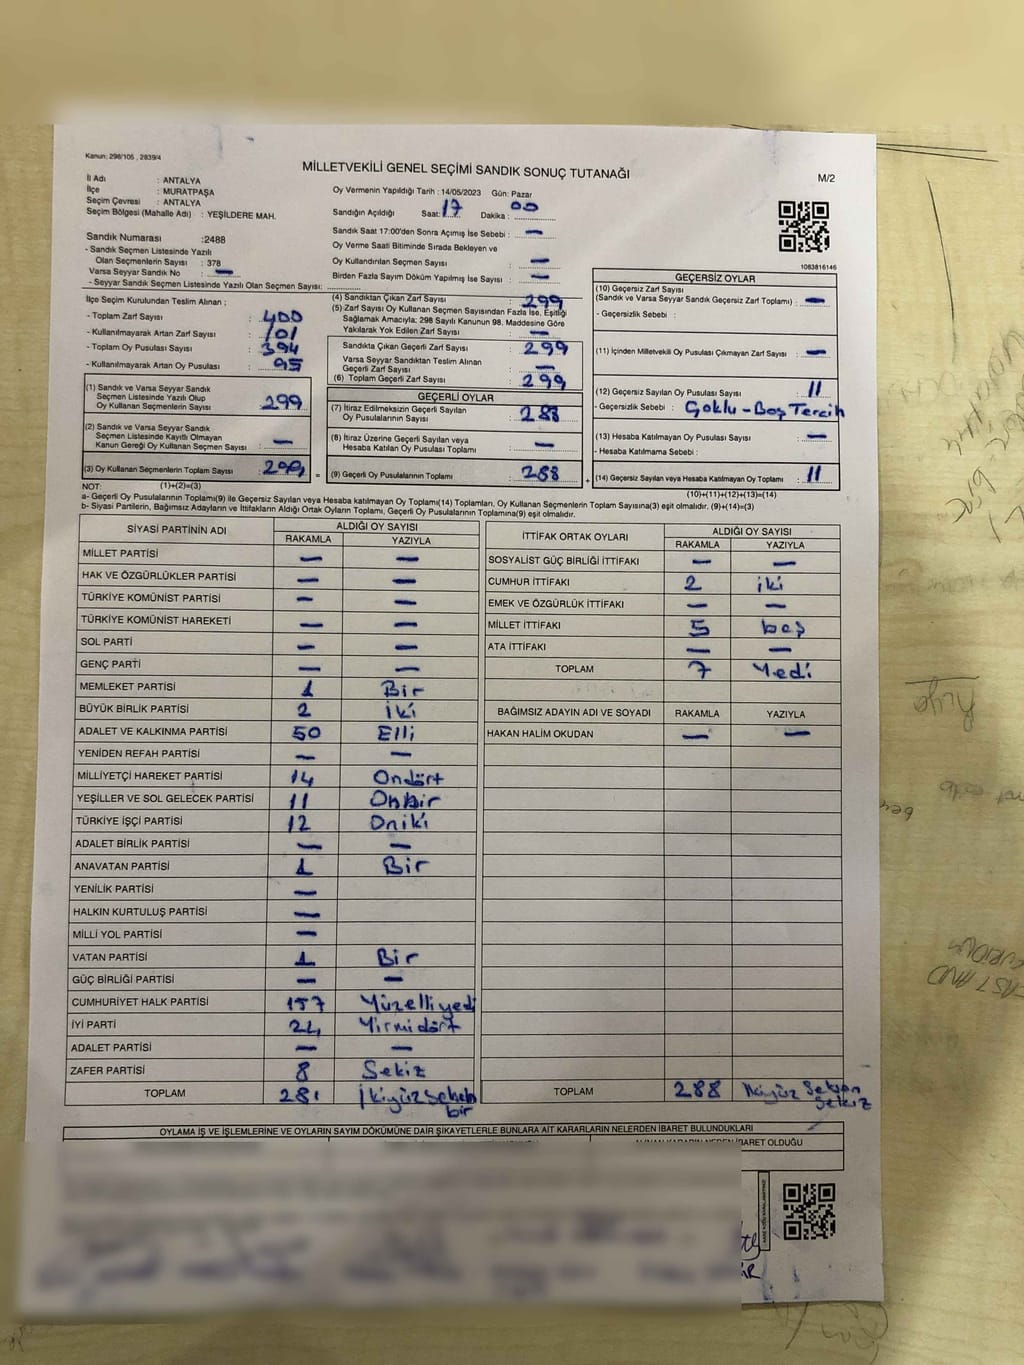 Kanun: 298/105 , 2839/4
MİLLETVEKİLİ GENEL SEÇİMİ SANDIK SONUÇ TUTANAĞI
M/2
İl Adı : ANTALYA
İlçe : MURATPAŞA
Seçim Çevresi : ANTALYA
Seçim Bölgesi (Mahalle Adı) : YEŞİLDERE MAH.
Sandık Numarası :2488
- Sandık Seçmen Listesinde Yazılı
Olan Seçmenlerin Sayısı : 378
Varsa Seyyar Sandık No : —
- Seyyar Sandık Seçmen Listesinde Yazılı Olan Seçmen Sayısı: ............
Oy Vermenin Yapıldığı Tarih : 14/05/2023 Gün: Pazar
Sandığın Açıldığı Saat: 17 Dakika : 00
Sandık Saat 17:00'den Sonra Açımış İse Sebebi : —
Oy Verme Saati Bitiminde Sırada Bekleyen ve
Oy Kullandırılan Seçmen Sayısı : —
Birden Fazla Sayım Döküm Yapılmış İse Sayısı : —
1083816146
İlçe Seçim Kurulundan Teslim Alınan ;
- Toplam Zarf Sayısı : 400
- Kullanılmayarak Artan Zarf Sayısı : 101
- Toplam Oy Pusulası Sayısı : 394
- Kullanılmayarak Artan Oy Pusulası : 95
(1) Sandık ve Varsa Seyyar Sandık
Seçmen Listesinde Yazılı Olup
Oy Kullanan Seçmenlerin Sayısı : 299
(2) Sandık ve Varsa Seyyar Sandık
Seçmen Listesinde Kayıtlı Olmayan
Kanun Gereği Oy Kullanan Seçmen Sayısı : —
(3) Oy Kullanan Seçmenlerin Toplam Sayısı : 299
(4) Sandıktan Çıkan Zarf Sayısı : 299
(5) Zarf Sayısı Oy Kullanan Seçmen Sayısından Fazla İse, Eşitliği
Sağlamak Amacıyla; 298 Sayılı Kanunun 98. Maddesine Göre
Yakılarak Yok Edilen Zarf Sayısı : —
Sandıkta Çıkan Geçerli Zarf Sayısı : 299
Varsa Seyyar Sandıktan Teslim Alınan
Geçerli Zarf Sayısı : —
(6) Toplam Geçerli Zarf Sayısı : 299
GEÇERLİ OYLAR
(7) İtiraz Edilmeksizin Geçerli Sayılan
Oy Pusulalarının Sayısı : 288
(8) İtiraz Üzerine Geçerli Sayılan veya
Hesaba Katılan Oy Pusulası Toplamı : —
= (9) Geçerli Oy Pusulalarının Toplamı : 288
GEÇERSİZ OYLAR
(10) Geçersiz Zarf Sayısı
(Sandık ve Varsa Seyyar Sandık Geçersiz Zarf Toplamı) : —
- Geçersizlik Sebebi :
(11) İçinden Milletvekili Oy Pusulası Çıkmayan Zarf Sayısı : —
(12) Geçersiz Sayılan Oy Pusulası Sayısı : 11
- Geçersizlik Sebebi : Çoklu-Boş Tercih
(13) Hesaba Katılmayan Oy Pusulası Sayısı : —
- Hesaba Katılmama Sebebi :
+ (14) Geçersiz Sayılan veya Hesaba Katılmayan Oy Toplamı : 11
NOT: (1)+(2)=(3)
(10)+(11)+(12)+(13)=(14)
a- Geçerli Oy Pusulalarının Toplamı(9) ile Geçersiz Sayılan veya Hesaba katılmayan Oy Toplamı(14) Toplamları, Oy Kullanan Seçmenlerin Toplam Sayısına(3) eşit olmalıdır. (9)+(14)=(3)
b- Siyasi Partilerin, Bağımsız Adayların ve İttifakların Aldığı Ortak Oyların Toplamı, Geçerli Oy Pusulalarının Toplamına(9) eşit olmalıdır.
SİYASİ PARTİNİN ADI ALDIĞI OY SAYISI
RAKAMLA YAZIYLA
MİLLET PARTİSİ — —
HAK VE ÖZGÜRLÜKLER PARTİSİ — —
TÜRKİYE KOMÜNİST PARTİSİ — —
TÜRKİYE KOMÜNİST HAREKETİ — —
SOL PARTİ — —
GENÇ PARTİ — —
MEMLEKET PARTİSİ 1 Bir
BÜYÜK BİRLİK PARTİSİ 2 İki
ADALET VE KALKINMA PARTİSİ 50 Elli
YENİDEN REFAH PARTİSİ — —
MİLLİYETÇİ HAREKET PARTİSİ 14 Ondört
YEŞİLLER VE SOL GELECEK PARTİSİ 11 Onbir
TÜRKİYE İŞÇİ PARTİSİ 12 Oniki
ADALET BİRLİK PARTİSİ — —
ANAVATAN PARTİSİ 1 Bir
YENİLİK PARTİSİ —
HALKIN KURTULUŞ PARTİSİ —
MİLLİ YOL PARTİSİ —
VATAN PARTİSİ 1 Bir
GÜÇ BİRLİĞİ PARTİSİ — —
CUMHURİYET HALK PARTİSİ 157 Yüzelliyedi
İYİ PARTİ 24 Yirmidört
ADALET PARTİSİ — —
ZAFER PARTİSİ 8 Sekiz
TOPLAM 281 İkiyüzseksen
bir
İTTİFAK ORTAK OYLARI ALDIĞI OY SAYISI
RAKAMLA YAZIYLA
SOSYALİST GÜÇ BİRLİĞİ İTTİFAKI — —
CUMHUR İTTİFAKI 2 iki
EMEK VE ÖZGÜRLÜK İTTİFAKI — —
MİLLET İTTİFAKI 5 beş
ATA İTTİFAKI — —
TOPLAM 7 Yedi
BAĞIMSIZ ADAYIN ADI VE SOYADI RAKAMLA YAZIYLA
HAKAN HALİM OKUDAN — —
TOPLAM 288 İkiyüz Seksen
Sekiz
OYLAMA İŞ VE İŞLEMLERİNE VE OYLARIN SAYIM DÖKÜMÜNE DAİR ŞİKAYETLERLE BUNLARA AİT KARARLARIN NELERDEN İBARET BULUNDUKLARI